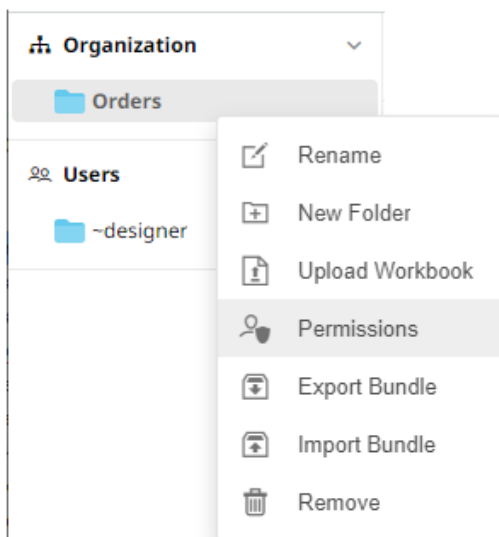 Organization
Orders
Users
~designer
Rename
New Folder
Upload Workbook
Permissions
Export Bundle
Import Bundle
Remove